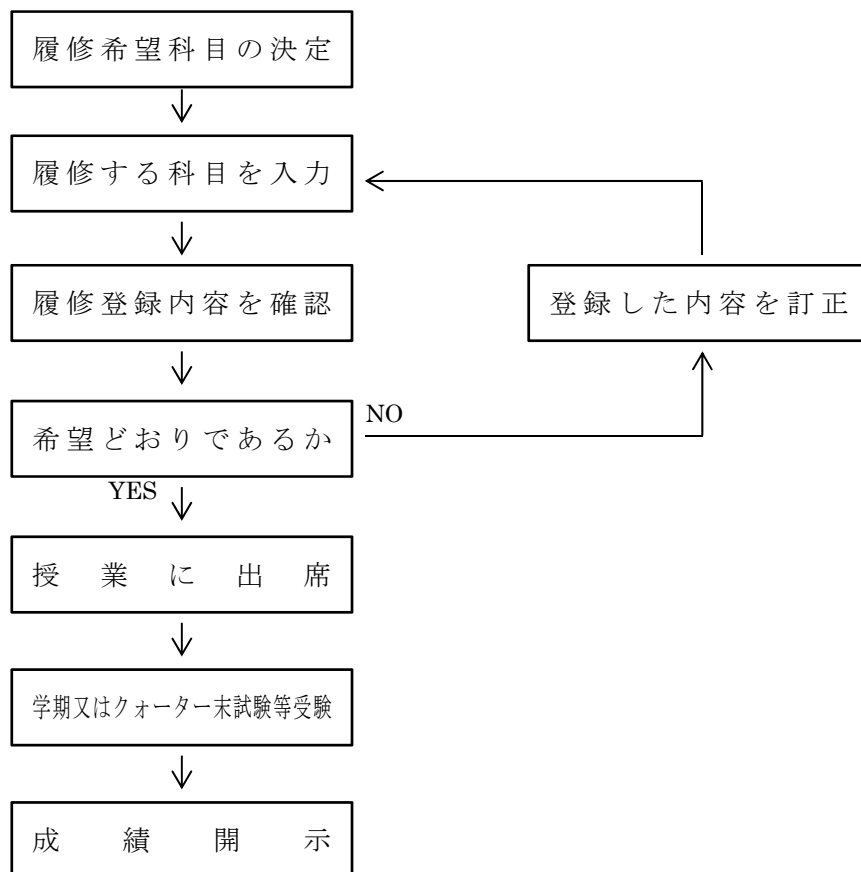 履修希望科目の決定
履修する科目を入力
履修登録内容を確認
登録した内容を訂正
希望どおりであるか
NO
YES
授業に出席
学期又はクォーター末試験等受験
成績開示